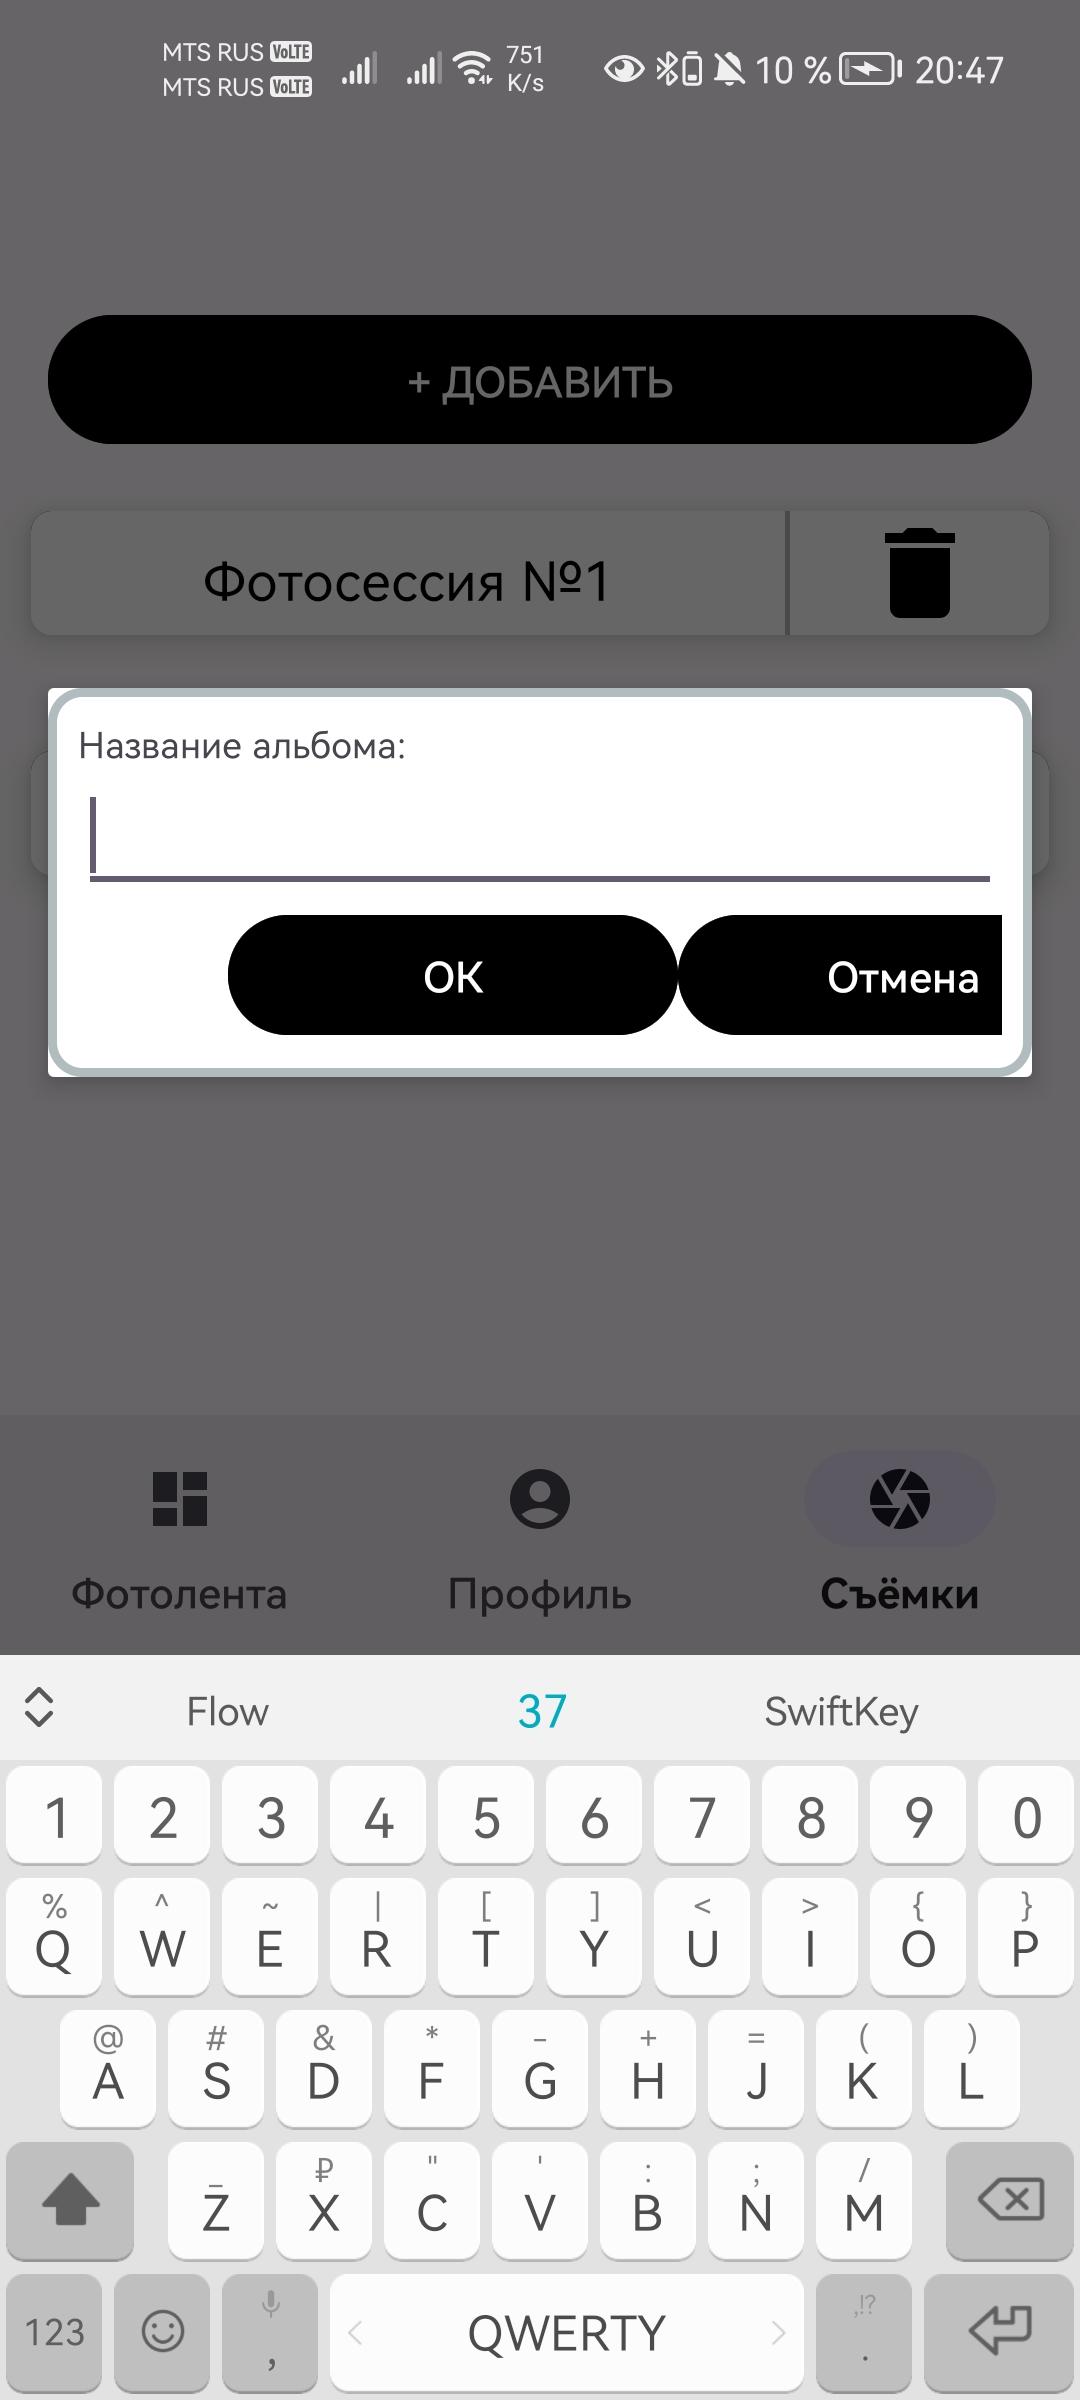 MTS RUS VoLTE
MTS RUS VoLTE
751
K/s
10 %
20:47
+ ДОБАВИТЬ
Фотосессия №1
Название альбома:
ОК
Отмена
Фотолента
Профиль
Съёмки
Flow
37
SwiftKey
1 2 3 4 5 6 7 8 9 0
% ^ ~ | [ ] < > { }
Q W E R T Y U I O P
@ # & * - + = ( )
A S D F G H J K L
_ ₽ " ' : ; /
Z X C V B N M
,!?
123 , < QWERTY > .